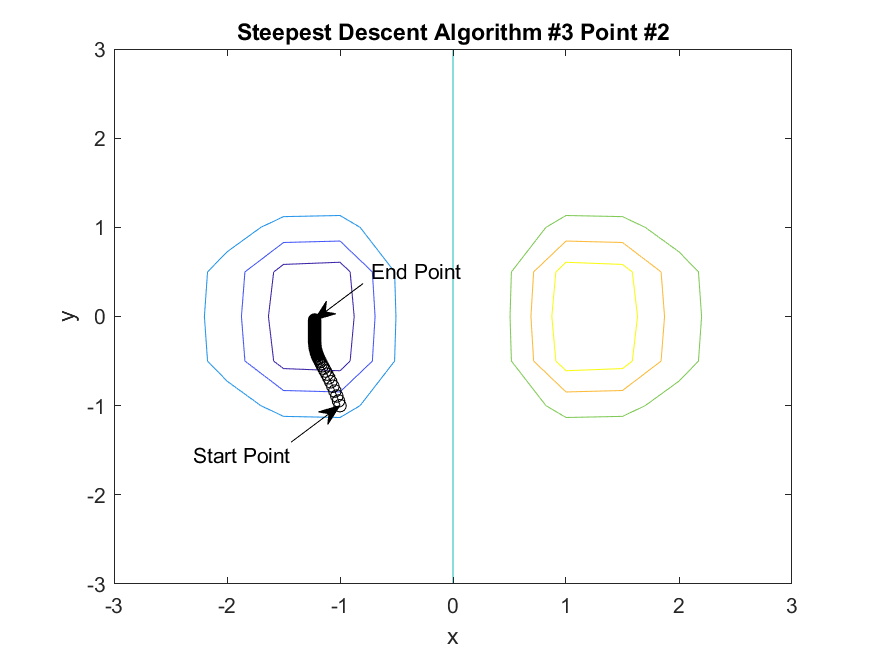 Steepest Descent Algorithm #3 Point #2
3
2
1
End Point
0
y
-1
Start Point
-2
-3
-3 -2 -1 0 1 2 3
x